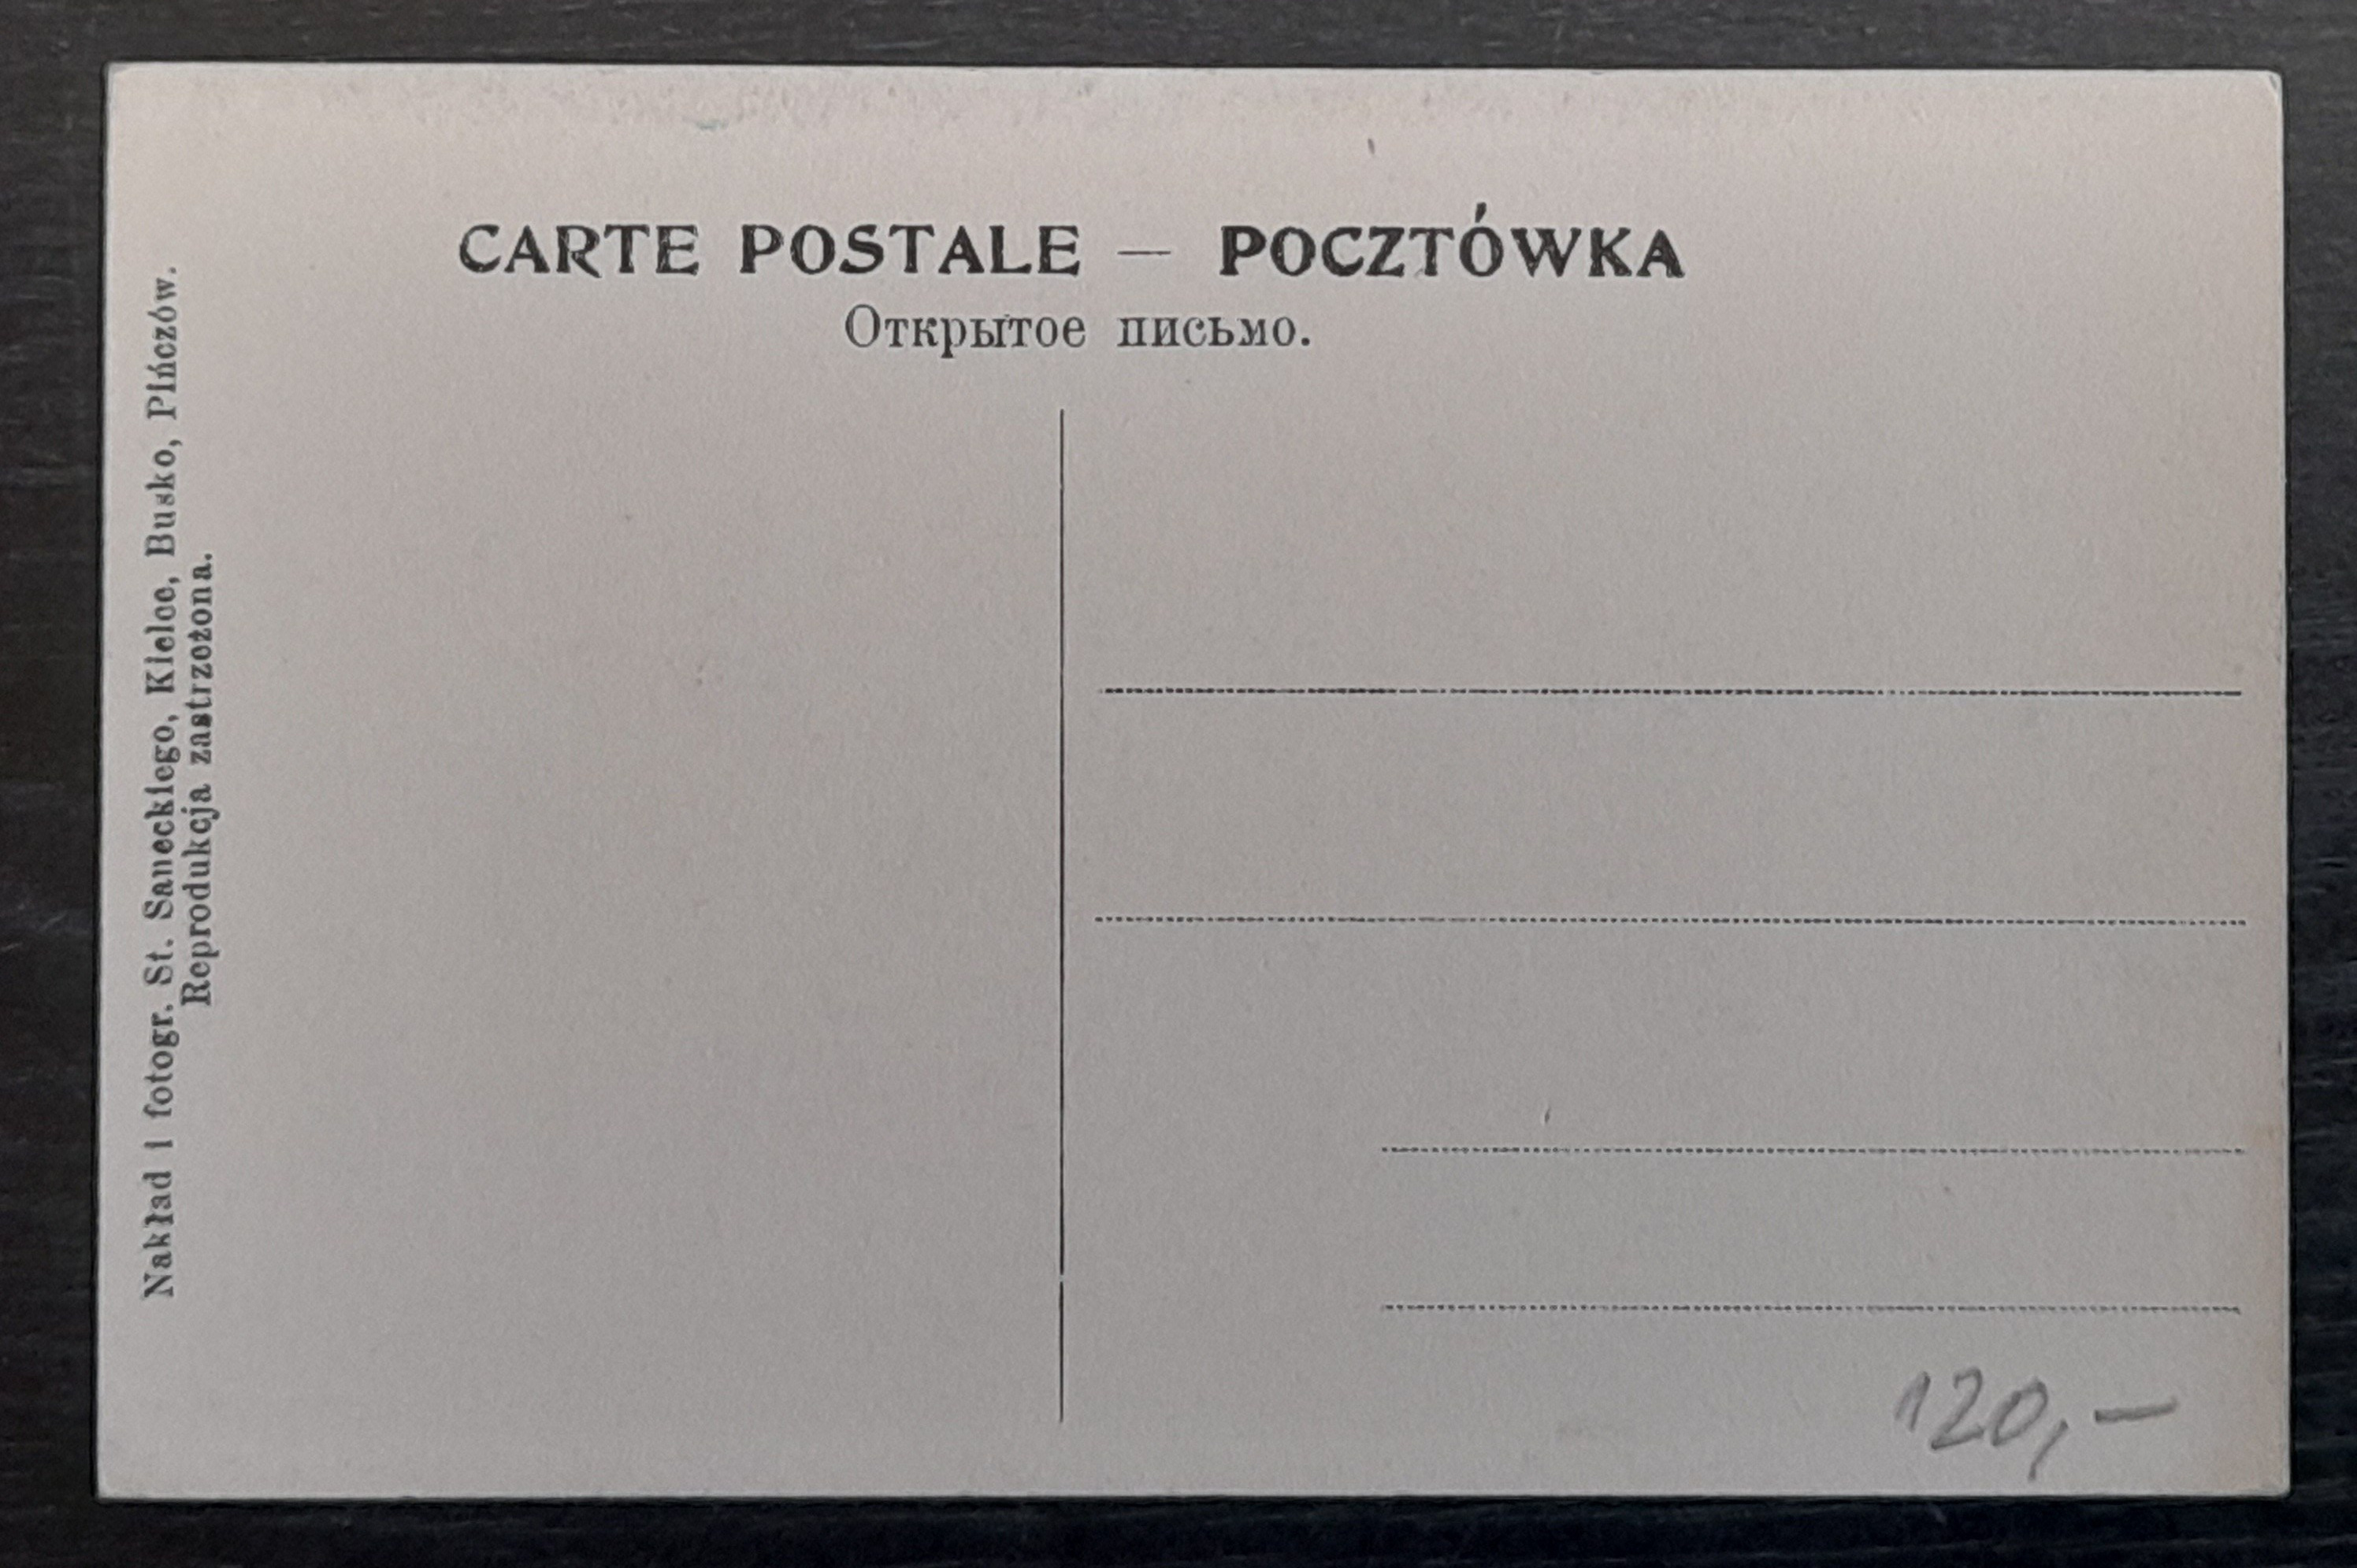 CARTE POSTALE — POCZTÓWKA
Открытое письмо.
Nakład i fotogr. St. Saneckiego, Kielce, Busko, Pińczów.
Reprodukcja zastrzeżona.
120,—